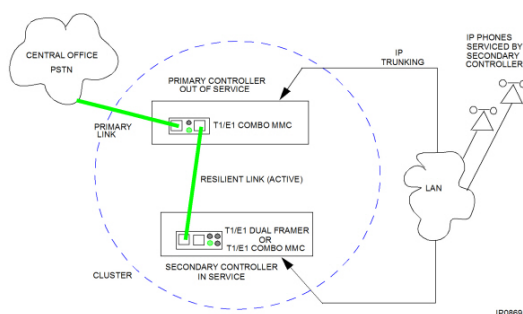 CENTRAL OFFICE
PSTN
IP
TRUNKING
IP PHONES
SERVICED BY
SECONDARY
CONTROLLER
PRIMARY CONTROLLER
OUT OF SERVICE
PRIMARY
LINK
T1/E1 COMBO MMC
RESILIENT LINK (ACTIVE)
LAN
T1/E1 DUAL FRAMER
OR
T1/E1 COMBO MMC
CLUSTER
SECONDARY CONTROLLER
IN SERVICE
IP0869